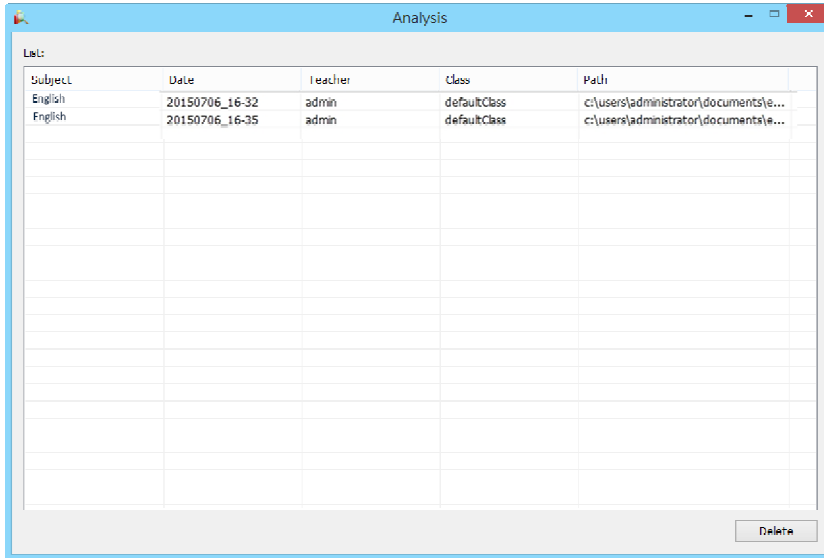 Analysis
List:
Subject Date Teacher Class Path
English 20150706_16-32 admin defaultClass c:\users\administrator\documents\e...
English 20150706_16-35 admin defaultClass c:\users\administrator\documents\e...
Delete